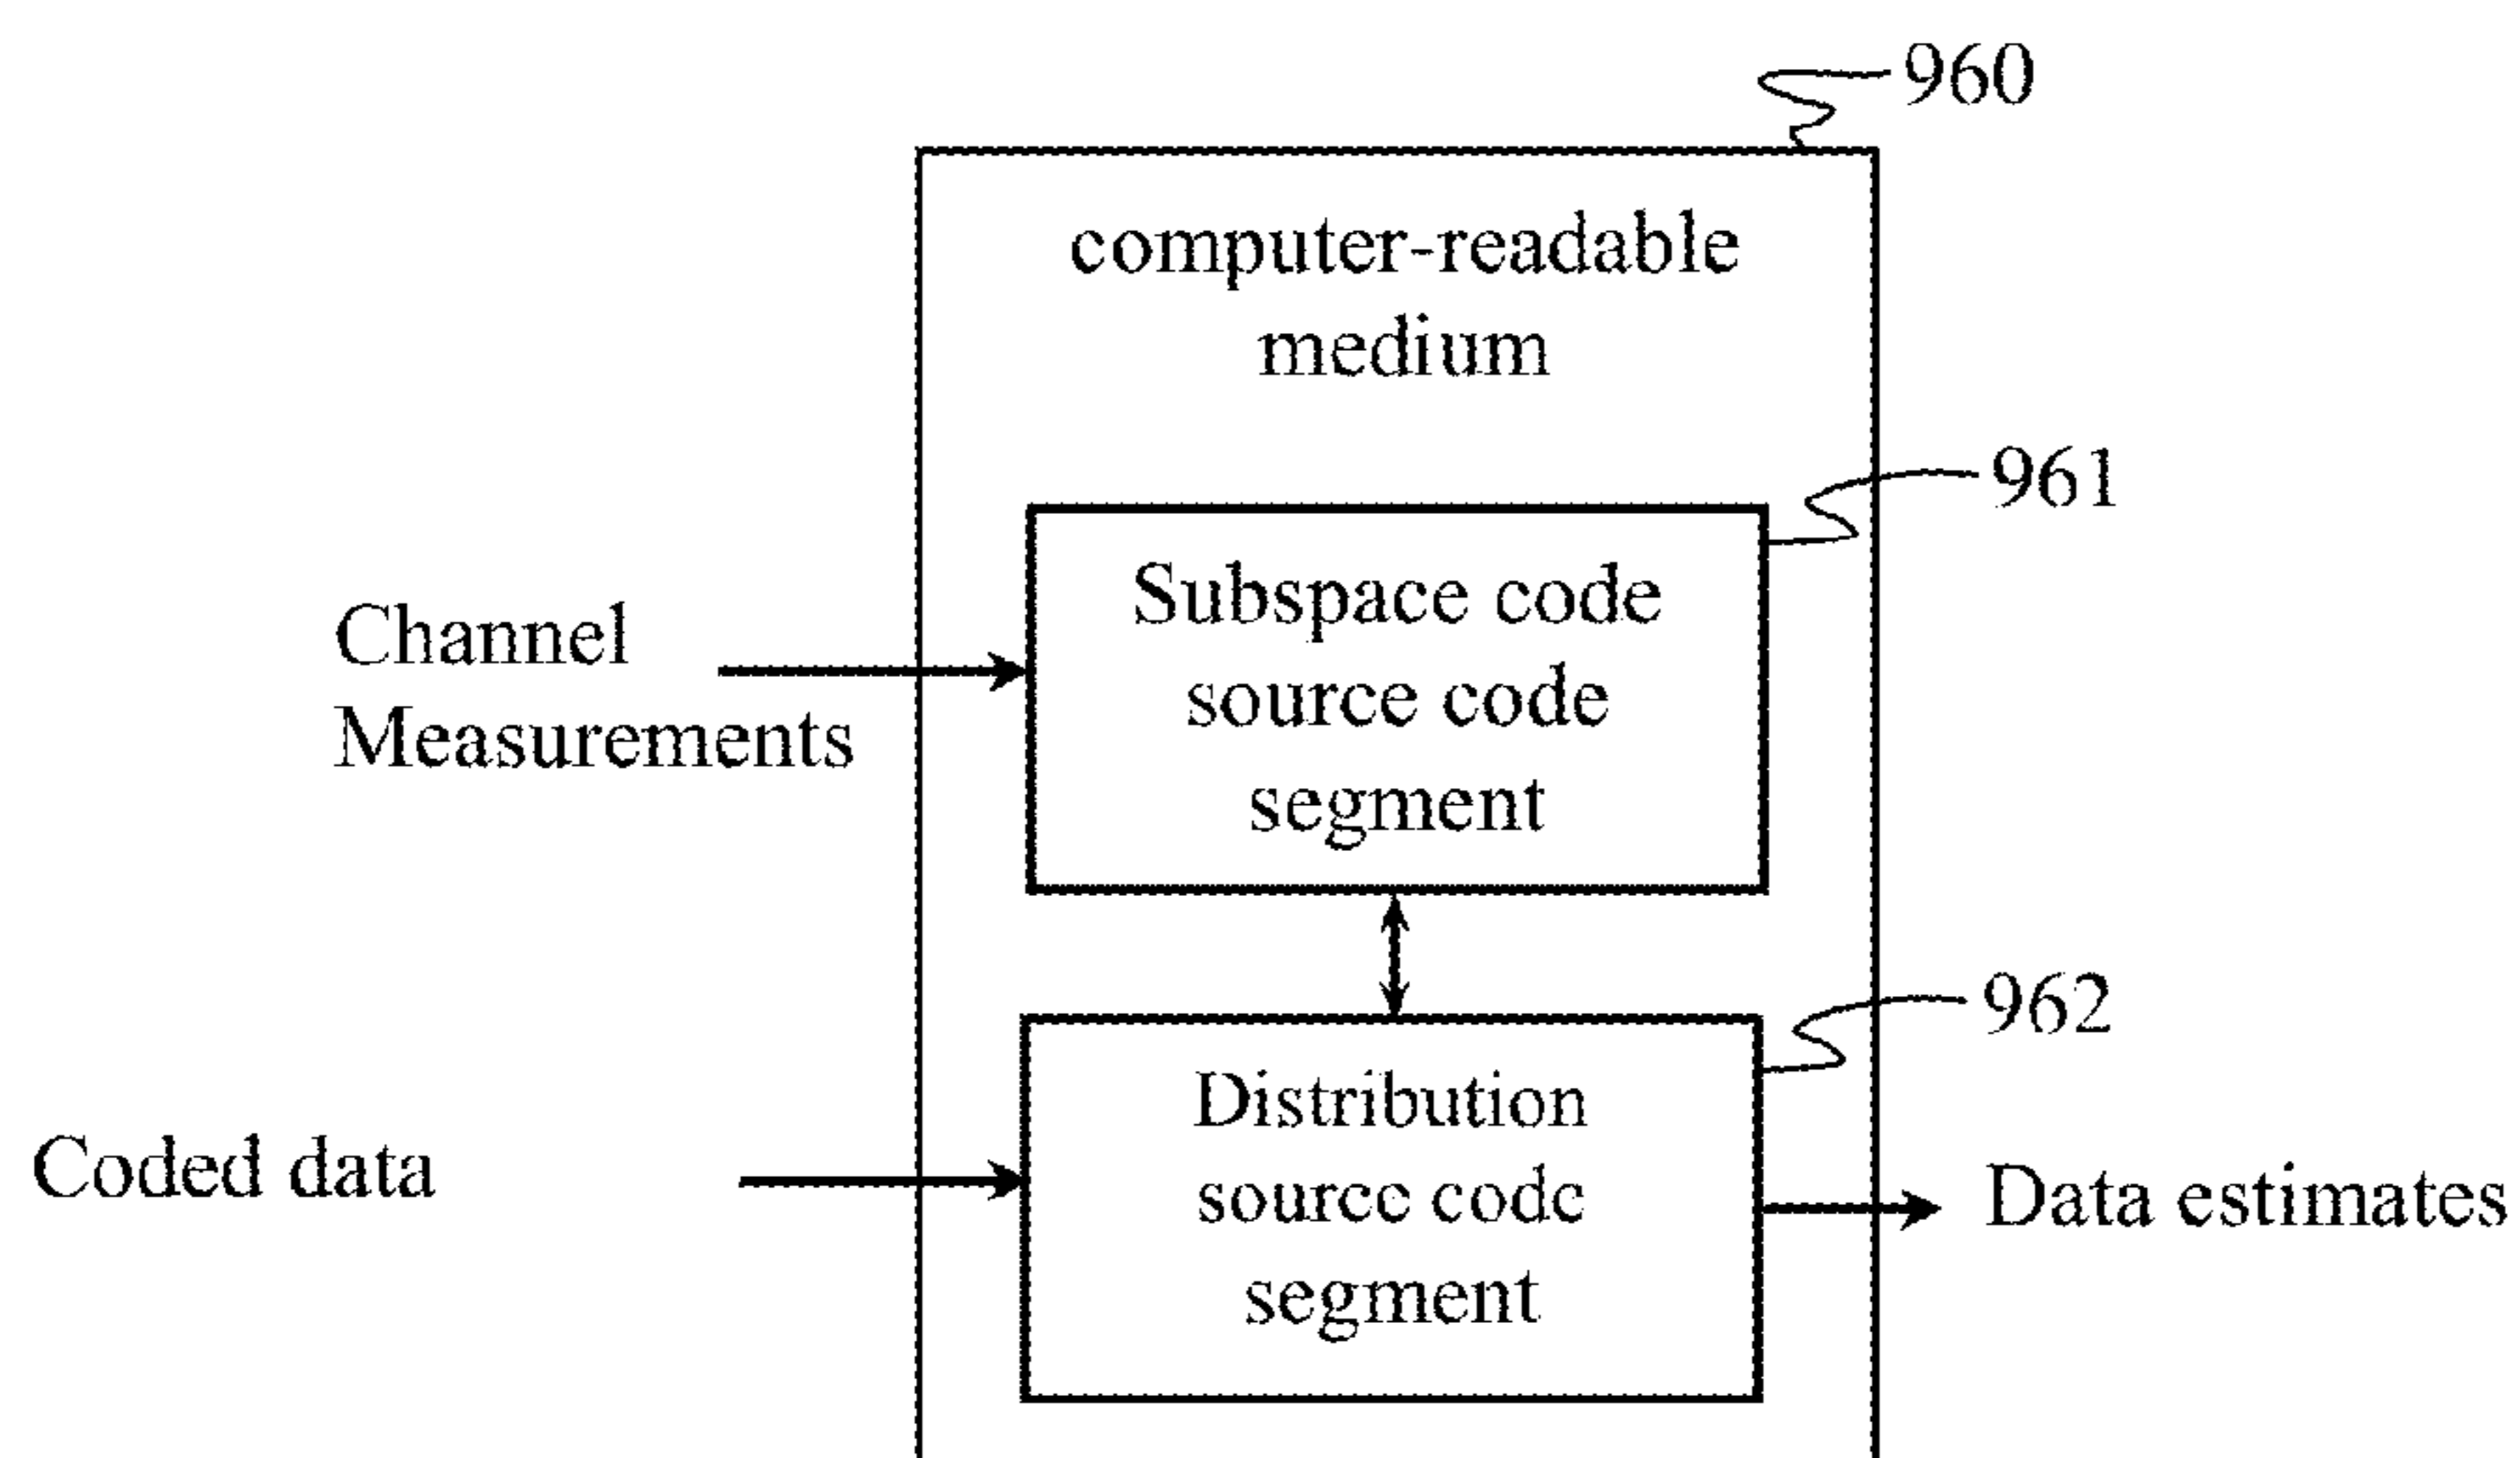 960
computer-readable
medium
961
Subspace code
source code
segment
Channel
Measurements
962
Distribution
source code
segment
Coded data
Data estimates